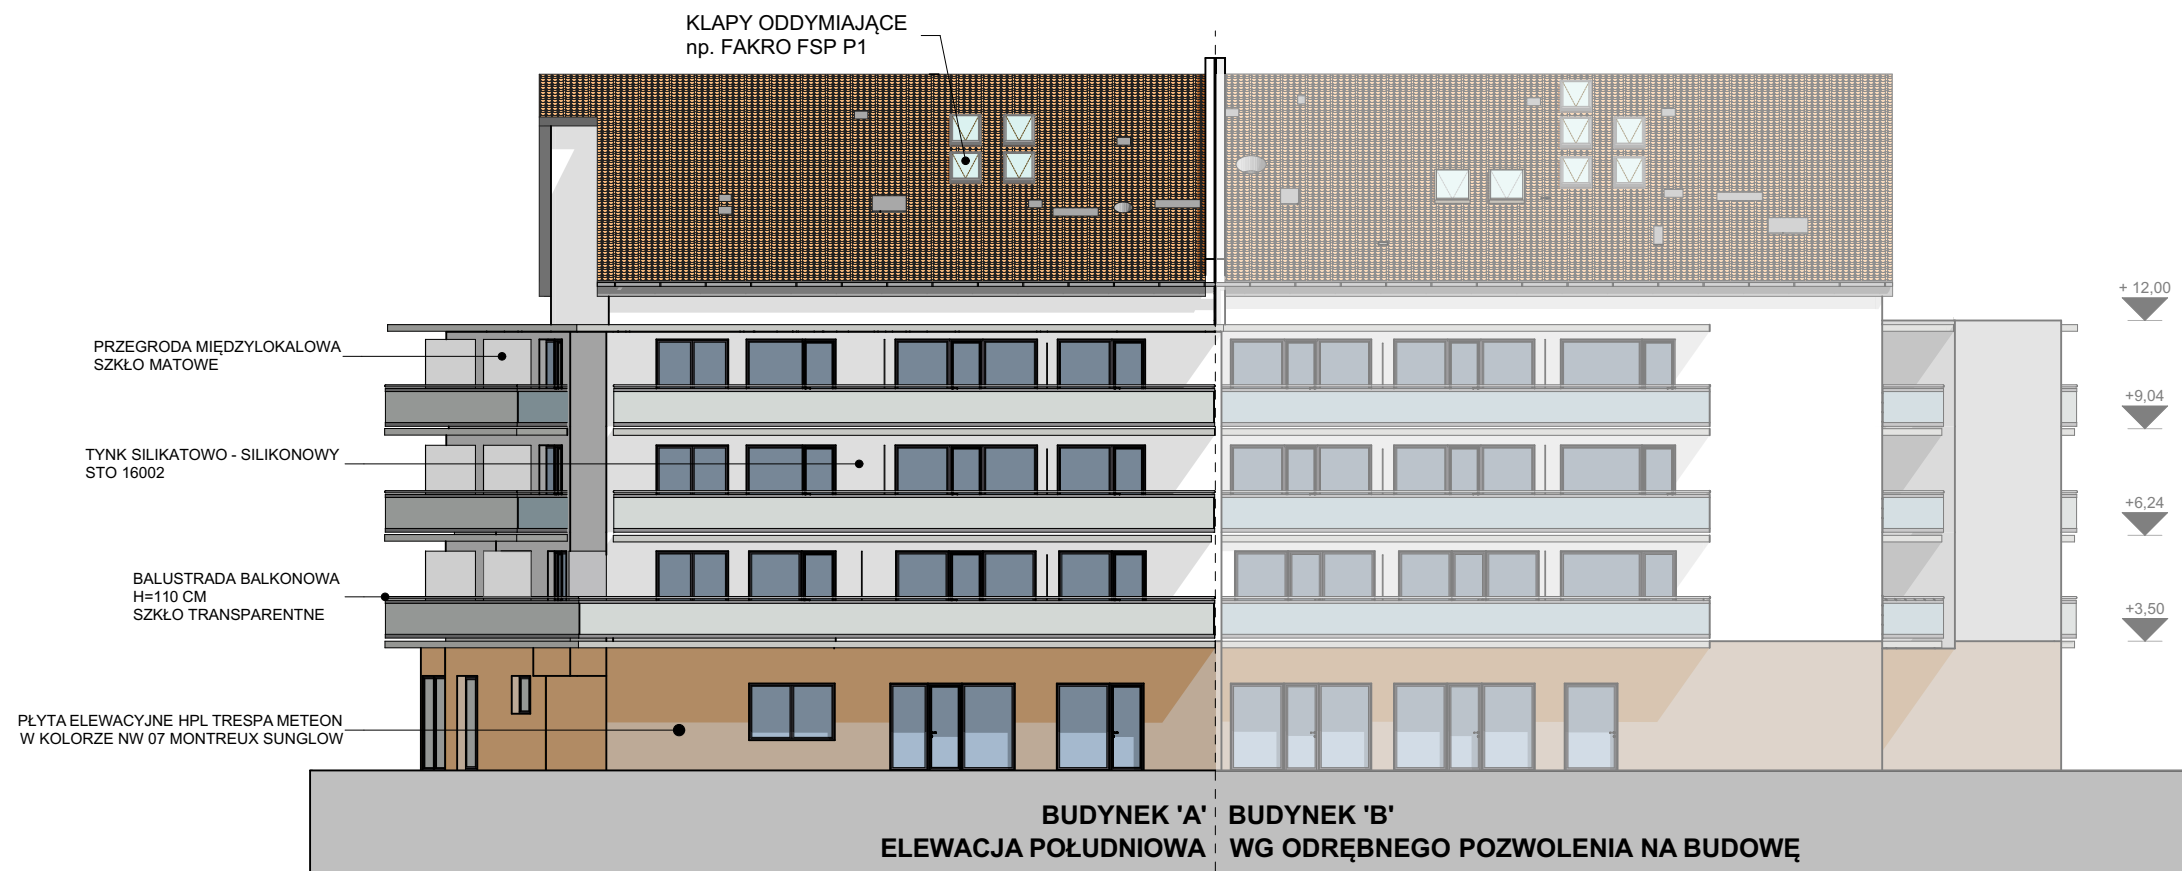 KLAPY ODDYMIAJĄCE
np. FAKRO FSP P1
+ 12,00
PRZEGRODA MIĘDZYLOKALOWA
SZKŁO MATOWE
+9,04
TYNK SILIKATOWO - SILIKONOWY
STO 16002
+6,24
BALUSTRADA BALKONOWA
H=110 CM
SZKŁO TRANSPARENTNE
+3,50
PŁYTA ELEWACYJNE HPL TRESPA METEON
W KOLORZE NW 07 MONTREUX SUNGLOW
BUDYNEK 'A'
ELEWACJA POŁUDNIOWA
BUDYNEK 'B'
WG ODRĘBNEGO POZWOLENIA NA BUDOWĘ